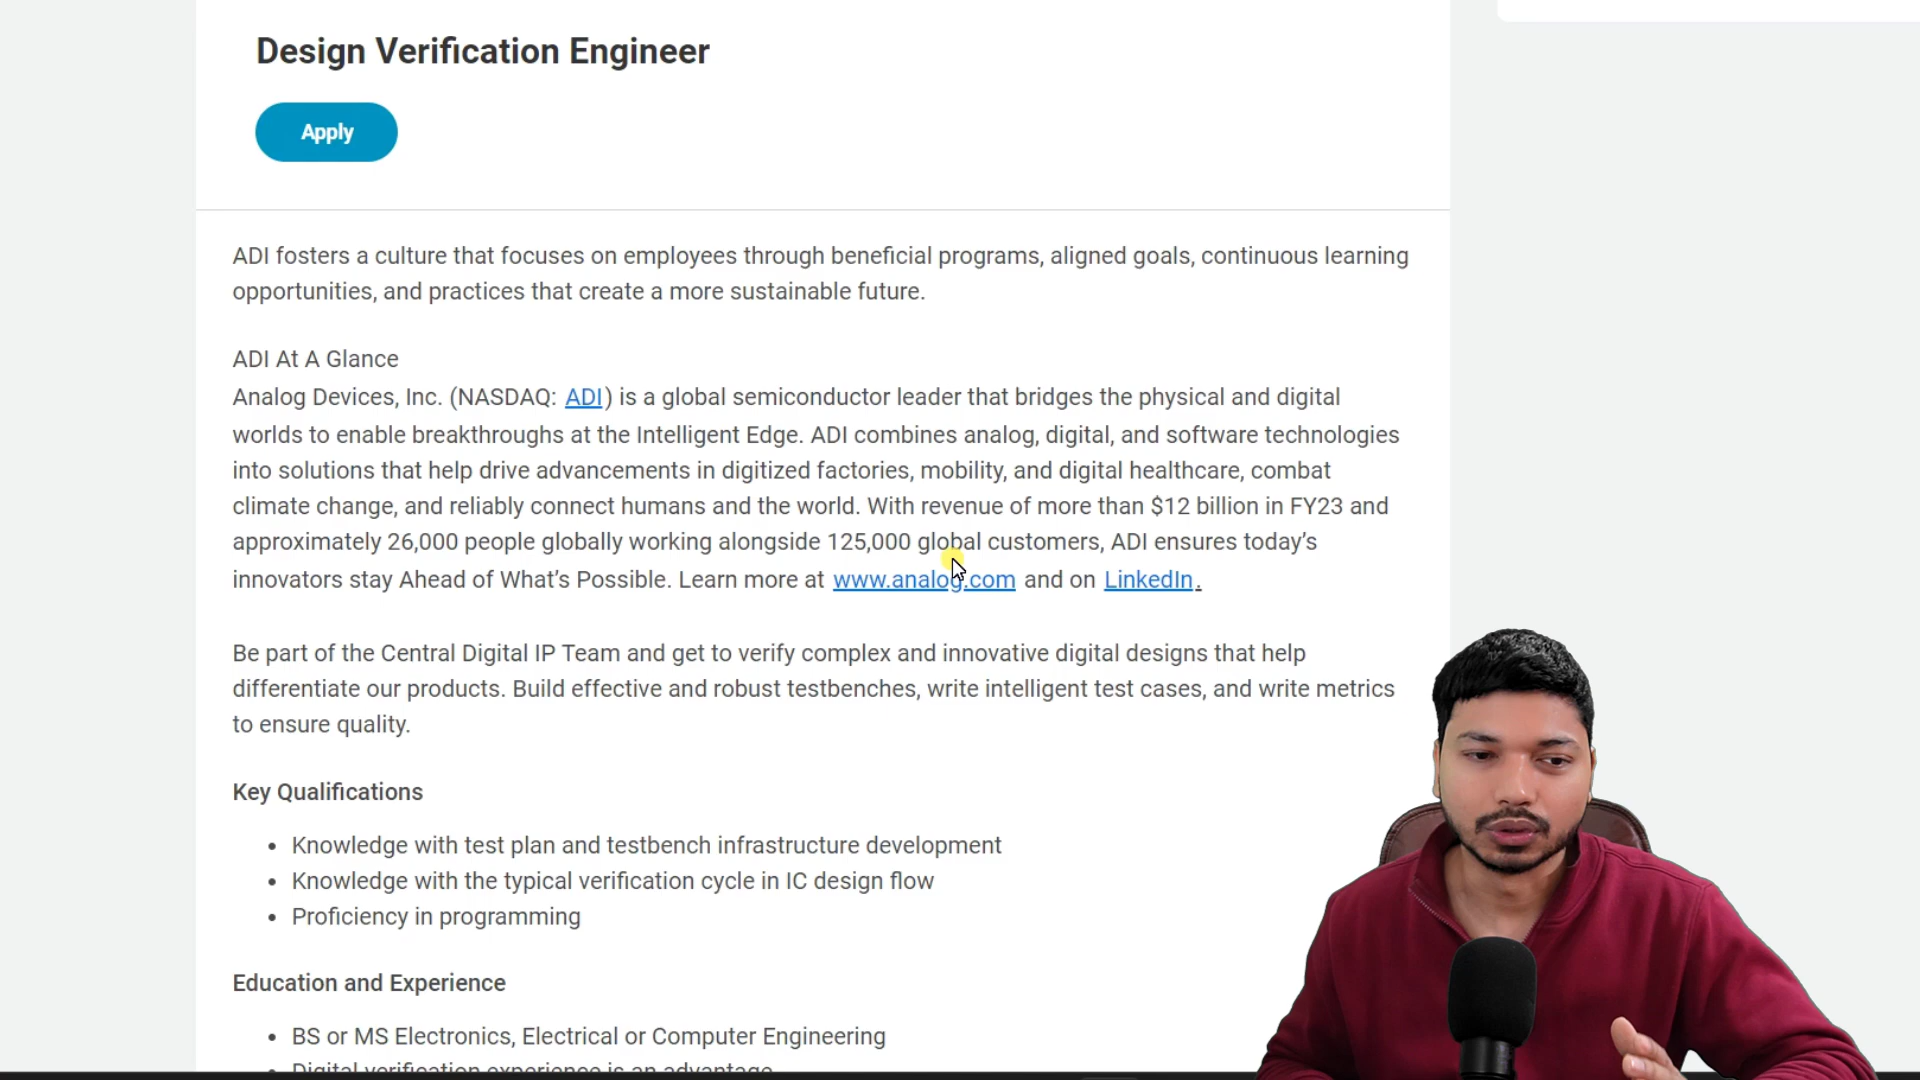 Design Verification Engineer
Apply
ADI fosters a culture that focuses on employees through beneficial programs, aligned goals, continuous learning
opportunities, and practices that create a more sustainable future.
ADI At A Glance
Analog Devices, Inc. (NASDAQ: ADI) is a global semiconductor leader that bridges the physical and digital
worlds to enable breakthroughs at the Intelligent Edge. ADI combines analog, digital, and software technologies
into solutions that help drive advancements in digitized factories, mobility, and digital healthcare, combat
climate change, and reliably connect humans and the world. With revenue of more than $12 billion in FY23 and
approximately 26,000 people globally working alongside 125,000 global customers, ADI ensures today’s
innovators stay Ahead of What’s Possible. Learn more at www.analog.com and on LinkedIn.
Be part of the Central Digital IP Team and get to verify complex and innovative digital designs that help
differentiate our products. Build effective and robust testbenches, write intelligent test cases, and write metrics
to ensure quality.
Key Qualifications
• Knowledge with test plan and testbench infrastructure development
• Knowledge with the typical verification cycle in IC design flow
• Proficiency in programming
Education and Experience
• BS or MS Electronics, Electrical or Computer Engineering
• Digital verification experience is an advantage